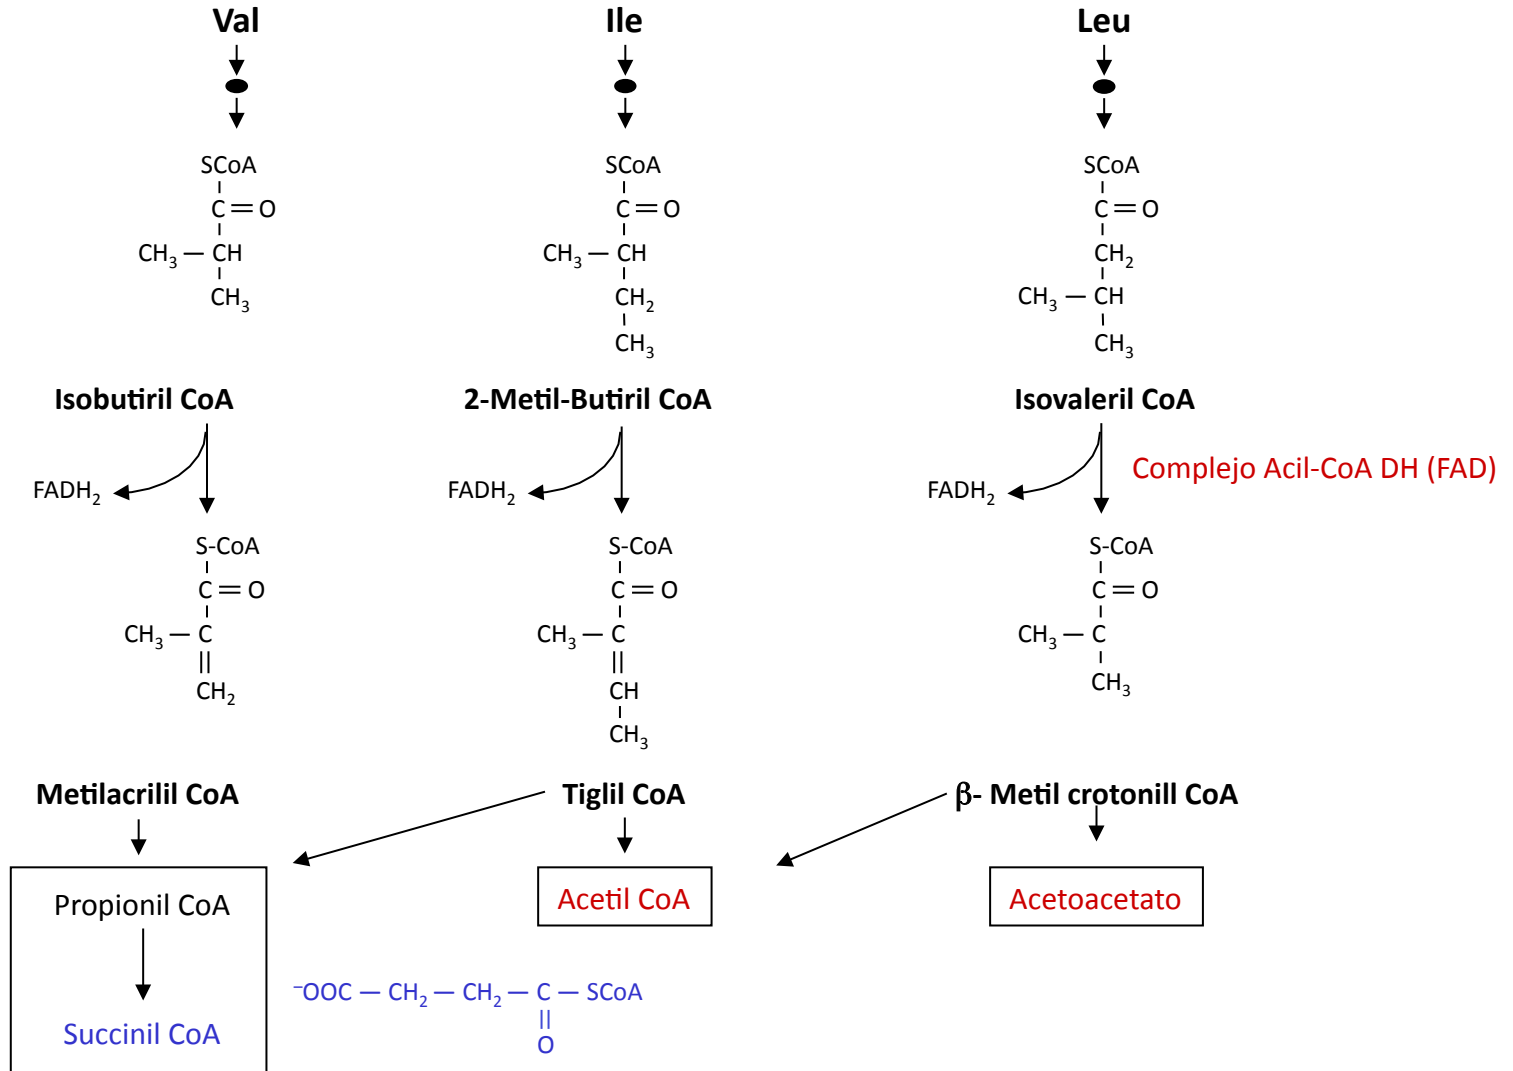 Val
Ile
Leu
SCoA
SCoA
SCoA
C = O
C = O
C = O
CH3 — CH
CH3 — CH
CH2
CH3
CH2
CH3 — CH
CH3
CH3
Isobutiril CoA
2-Metil-Butiril CoA
Isovaleril CoA
Complejo Acil-CoA DH (FAD)
FADH2
FADH2
FADH2
S-CoA
S-CoA
S-CoA
C = O
C = O
C = O
CH3 — C
CH3 — C
CH3 — C
CH2
CH
CH3
CH3
Metilacrilil CoA
Tiglil CoA
β- Metil crotonill CoA
Propionil CoA
Acetil CoA
Acetoacetato
–OOC — CH2 — CH2 — C — SCoA
O
Succinil CoA